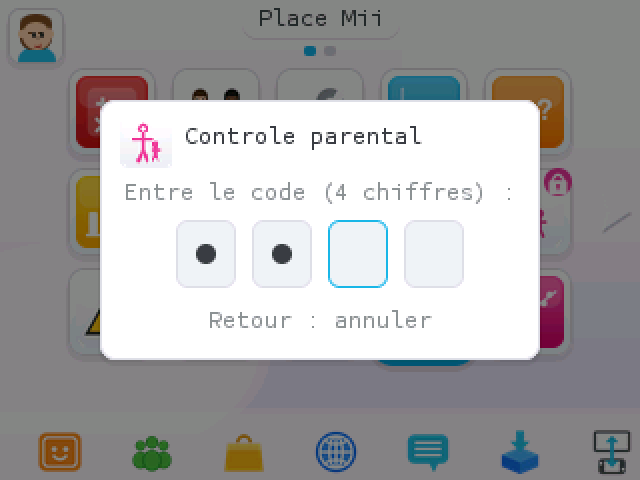 Place Mii
?
Controle parental
Entre le code (4 chiffres) :
Retour : annuler